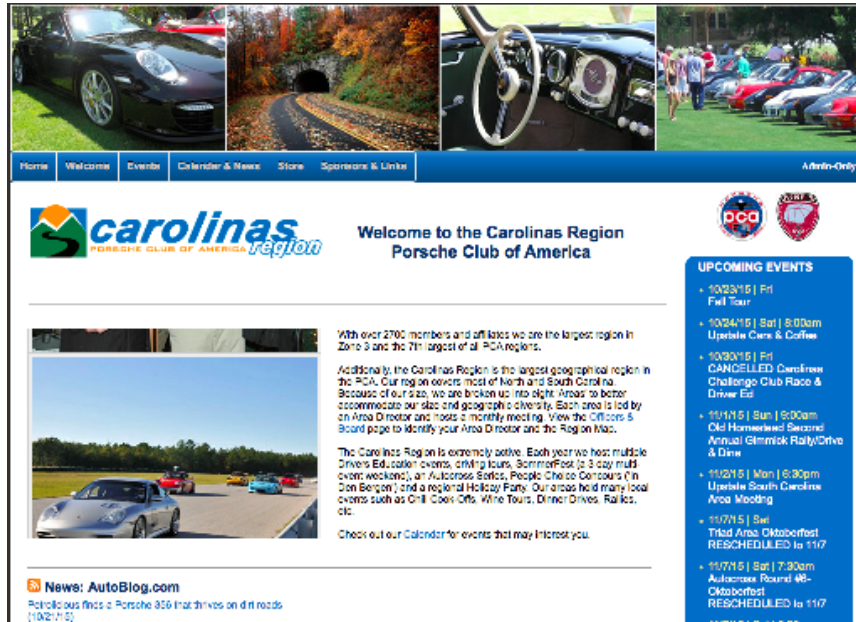 Home Welcome Events Calender & News Store Sponsors & Links Admin-Only
carolinas
PORSCHE CLUB OF AMERICA region
Welcome to the Carolinas Region
Porsche Club of America
pca
UPCOMING EVENTS
10/23/15 | Fri
Fall Tour
10/24/15 | Sat | 8:00am
Upstate Cars & Coffee
10/30/15 | Fri
CANCELLED Carolinas
Challenge Club Race &
Driver Ed
11/1/15 | Sun | 9:00am
Old Homestead Second
Annual Gimmick Rally/Drive
& Dine
11/2/15 | Mon | 6:30pm
Upstate South Carolina
Area Meeting
11/7/15 | Sat
Triad Area Oktoberfest
RESCHEDULED to 11/7
11/7/15 | Sat | 7:30am
Autocross Round #6-
Oktoberfest
RESCHEDULED to 11/7
With over 2700 members and affiliates we are the largest region in
Zone 3 and the 7th largest of all PCA regions.
Additionally, the Carolinas Region is the largest geographical region in
the PCA. Our region covers most of North and South Carolina.
Because of our size, we are broken up into eight 'Areas' to better
accommodate our size and geographic diversity. Each area is led by
an Area Director and hosts a monthly meeting. View the Officers &
Board page to identify your Area Director and the Region Map.
The Carolinas Region is extremely active. Each year we host multiple
Drivers Education events, driving tours, SommerFest (a 3 day multi-
event weekend), an Autocross Series, People Choice Concours ("In
Den Bergen") and a regional Holiday Party. Our areas hold many local
events such as Chili Cook-Offs, Wine Tours, Dinner Drives, Rallies,
etc.
Check out our Calendar for events that may interest you.
News: AutoBlog.com
Petrolicious finds a Porsche 356 that thrives on dirt roads
(10/21/15)